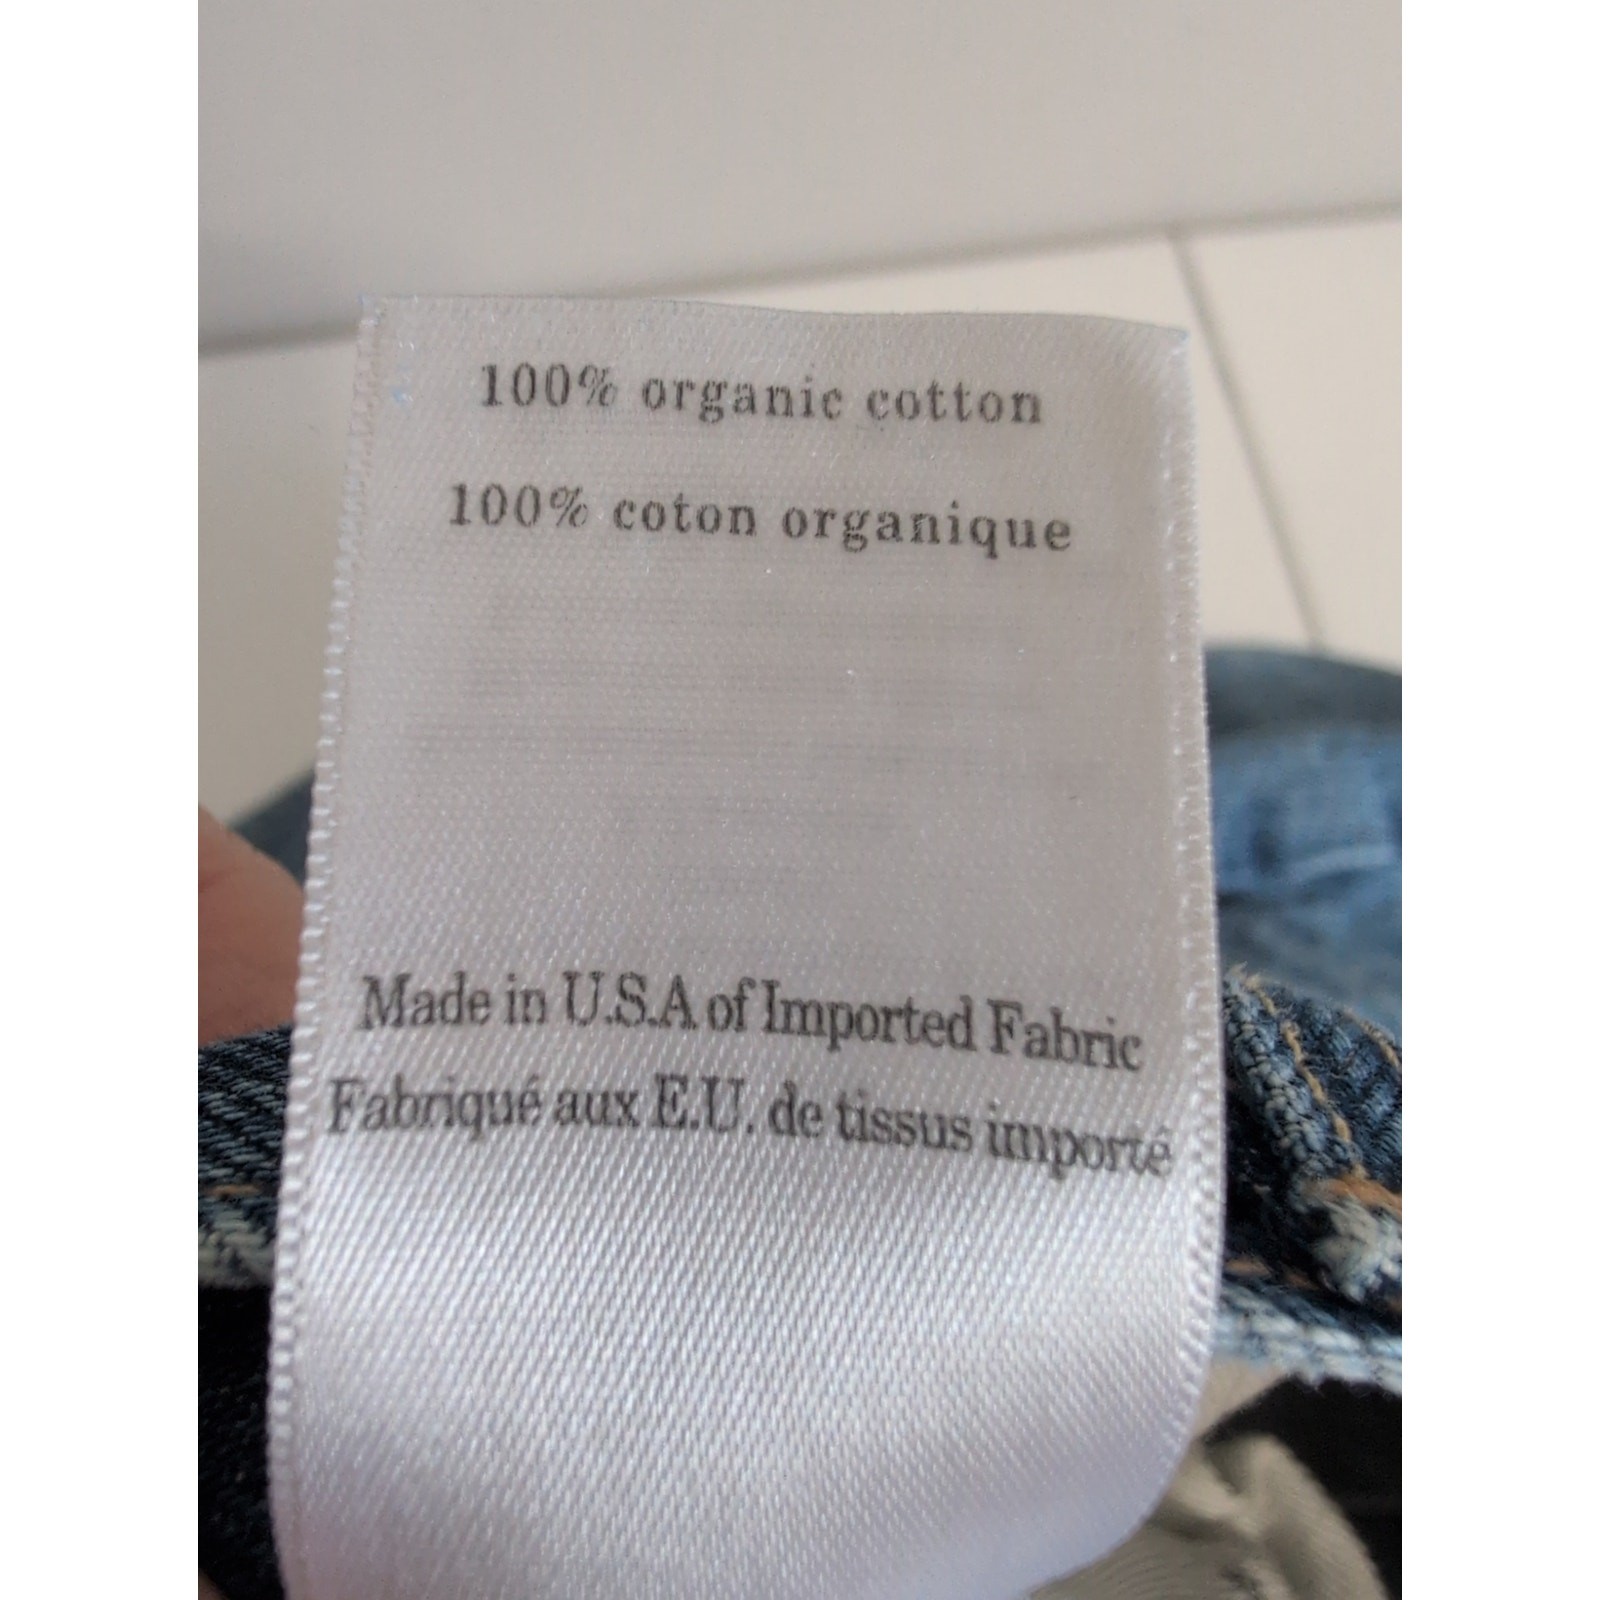 100% organic cotton
100% coton organique
Made in U.S.A of Imported Fabric
Fabriqué aux E.U. de tissus importé